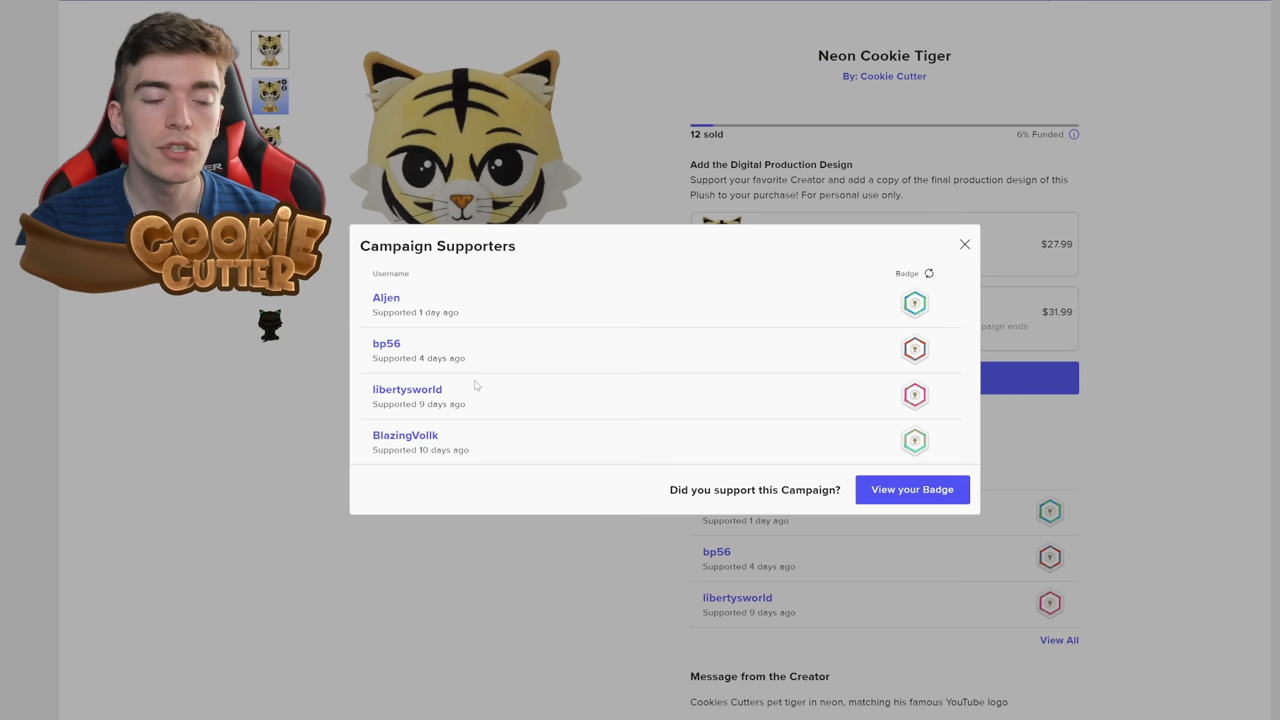 Neon Cookie Tiger
By: Cookie Cutter
12 sold
6% Funded
Add the Digital Production Design
Support your favorite Creator and add a copy of the final production design of this
Plush to your purchase! For personal use only.
$27.99
$31.99
paign ends
COOKIE
CUTTER
Campaign Supporters
Username
Badge
Aljen
Supported 1 day ago
bp56
Supported 4 days ago
libertysworld
Supported 9 days ago
BlazingVollk
Supported 10 days ago
Did you support this Campaign?
View your Badge
Supported 1 day ago
bp56
Supported 4 days ago
libertysworld
Supported 9 days ago
View All
Message from the Creator
Cookies Cutters pet tiger in neon, matching his famous YouTube logo